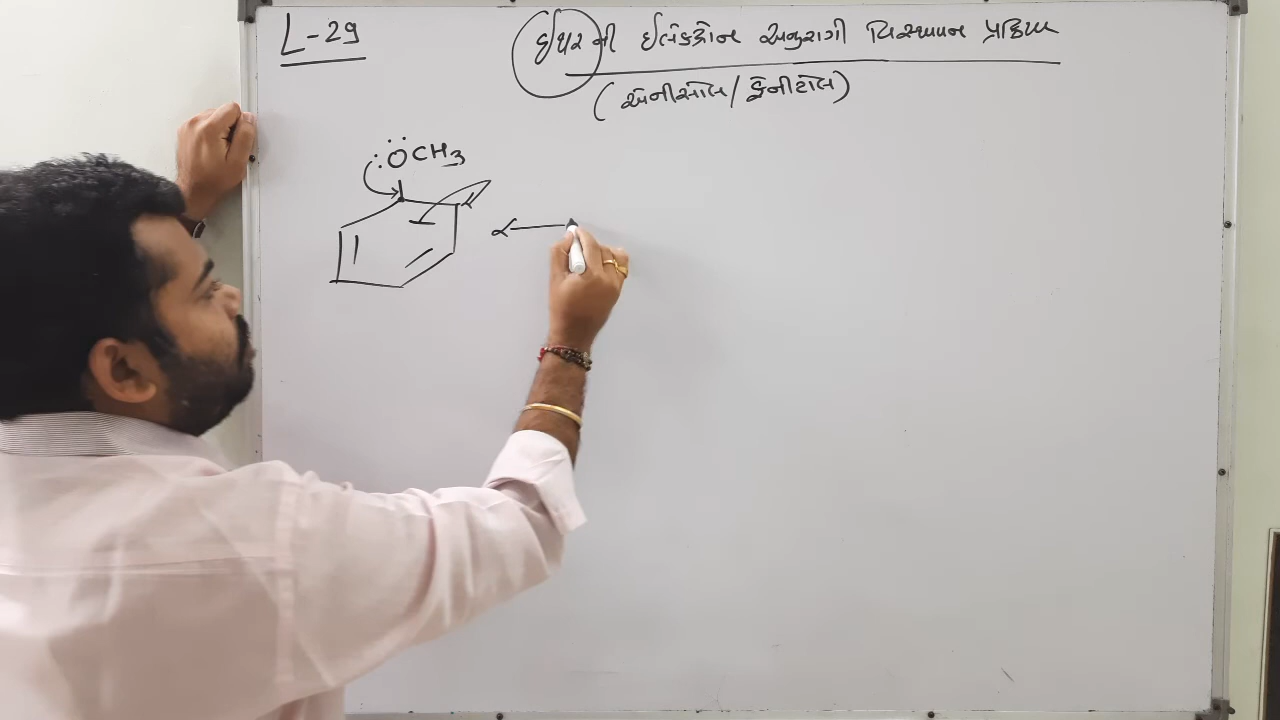 L-29
ઈથરની ઈલેક્ટ્રોન અનુરાગી વિસ્થાપન પ્રક્રિયા
(એનીસોલ/ફેનીટોલ)
:ÖCH3